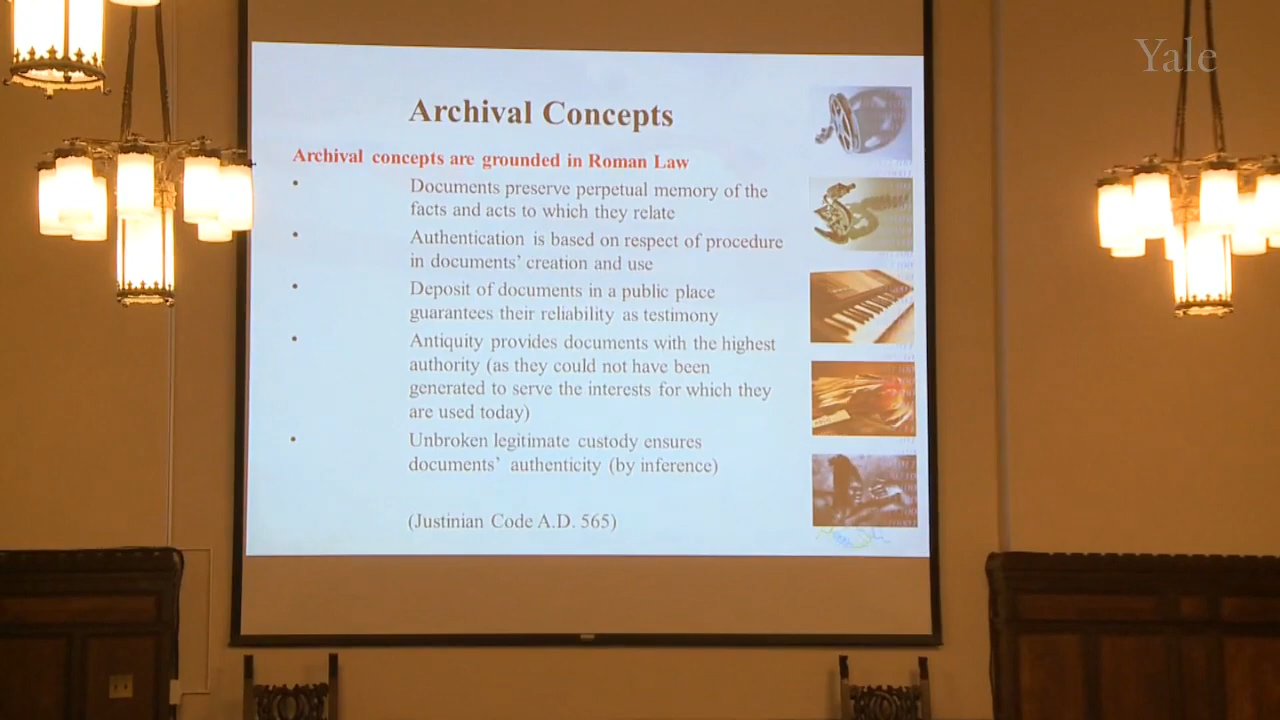 Yale
Archival Concepts
Archival concepts are grounded in Roman Law
• Documents preserve perpetual memory of the
facts and acts to which they relate
• Authentication is based on respect of procedure
in documents' creation and use
• Deposit of documents in a public place
guarantees their reliability as testimony
• Antiquity provides documents with the highest
authority (as they could not have been
generated to serve the interests for which they
are used today)
• Unbroken legitimate custody ensures
documents' authenticity (by inference)
(Justinian Code A.D. 565)